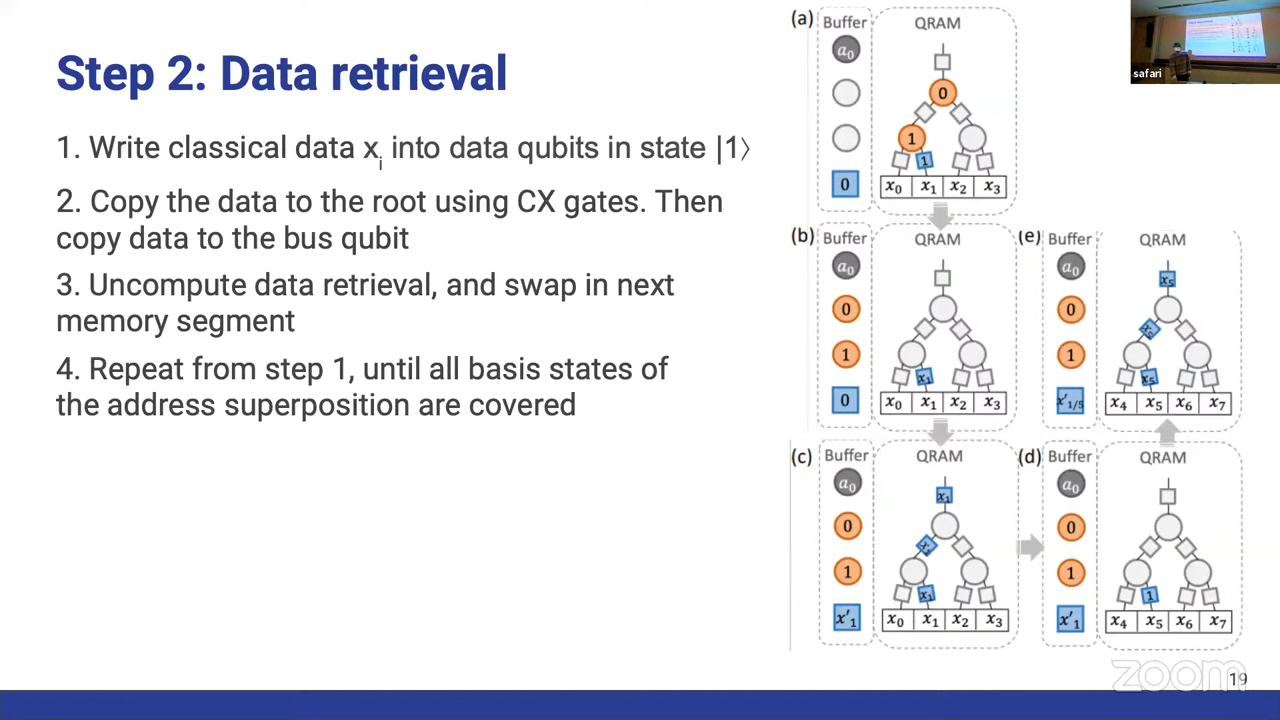 Step 2: Data retrieval
1. Write classical data xᵢ into data qubits in state |1⟩
2. Copy the data to the root using CX gates. Then
copy data to the bus qubit
3. Uncompute data retrieval, and swap in next
memory segment
4. Repeat from step 1, until all basis states of
the address superposition are covered
(a) Buffer QRAM
a₀
0
1
1
0 x₀ x₁ x₂ x₃
(b) Buffer QRAM
a₀
0
1
x₁
0 x₀ x₁ x₂ x₃
(e) Buffer QRAM
a₀ x₅
0
x₅
1
x₅
x'₁/₅ x₄ x₅ x₆ x₇
(c) Buffer QRAM
a₀ x₁
0
x₁
1
x₁
x'₁ x₀ x₁ x₂ x₃
(d) Buffer QRAM
a₀
0
1
1
x'₁ x₄ x₅ x₆ x₇
safari
zoom
19